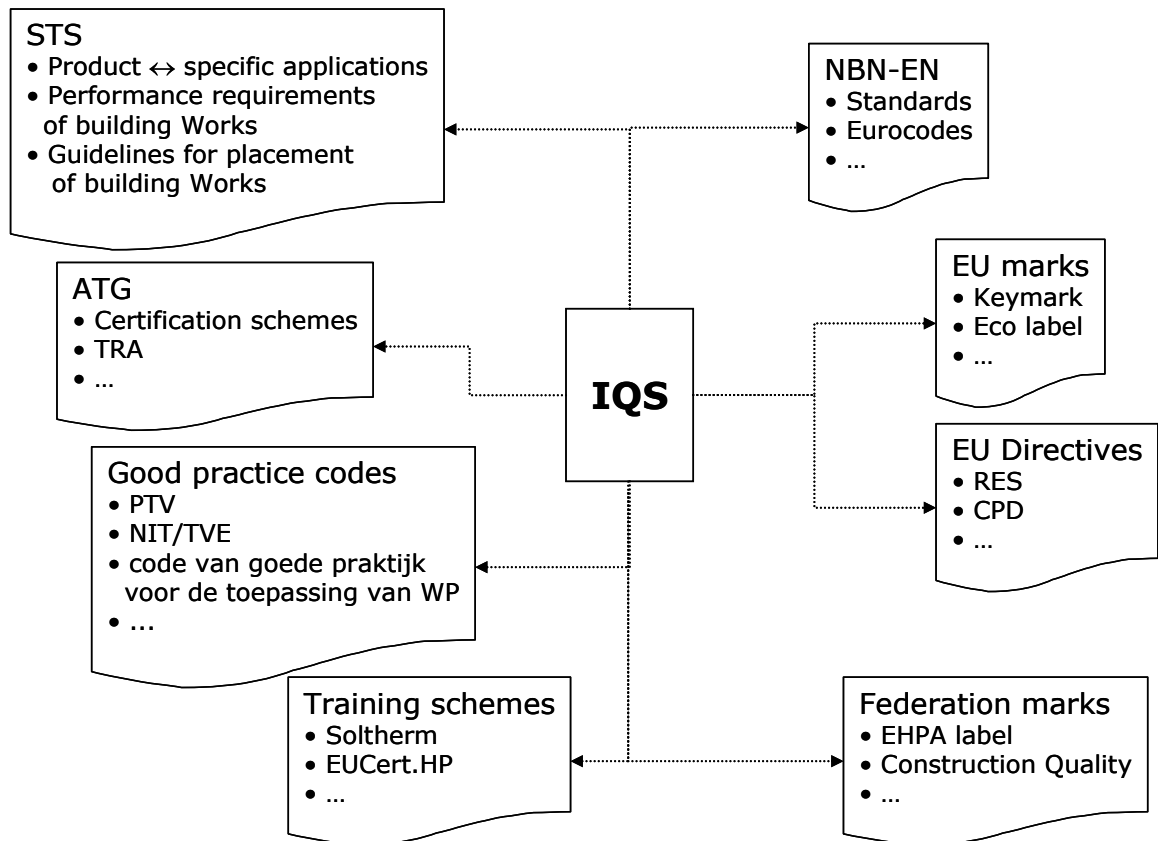 STS
• Product ↔ specific applications
• Performance requirements
of building Works
• Guidelines for placement
of building Works
NBN-EN
• Standards
• Eurocodes
• ...
ATG
• Certification schemes
• TRA
• ...
EU marks
• Keymark
• Eco label
• ...
IQS
Good practice codes
• PTV
• NIT/TVE
• code van goede praktijk
voor de toepassing van WP
• ...
EU Directives
• RES
• CPD
• ...
Training schemes
• Soltherm
• EUCert.HP
• ...
Federation marks
• EHPA label
• Construction Quality
• ...